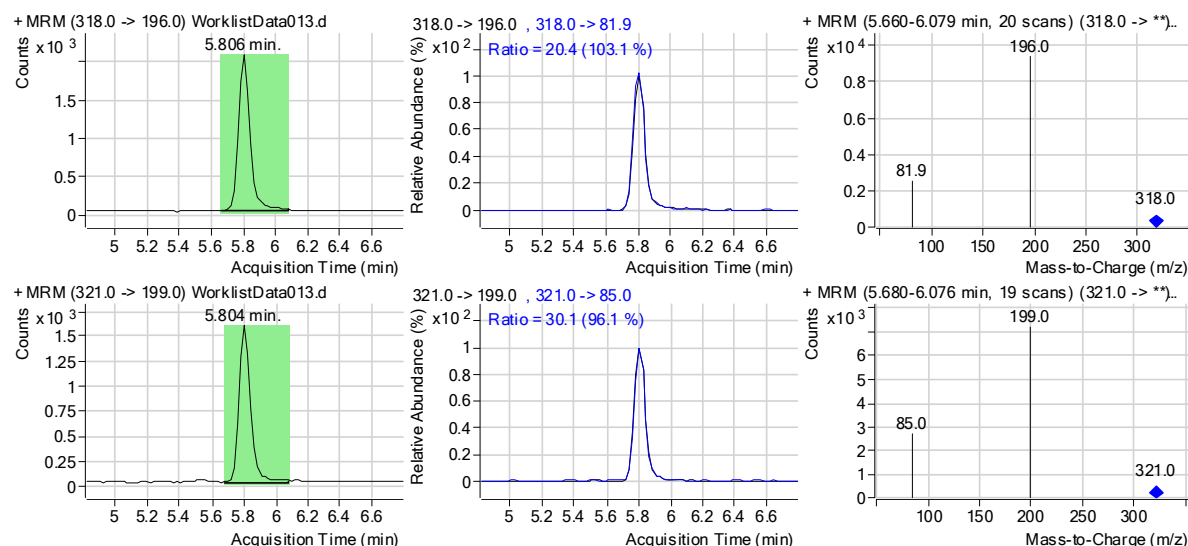 + MRM (318.0 -> 196.0) WorklistData013.d
Counts
x10 3
5.806 min.
1.5
1
0.5
0
5 5.2 5.4 5.6 5.8 6 6.2 6.4 6.6
Acquisition Time (min)
318.0 -> 196.0 , 318.0 -> 81.9
Relative Abundance (%)
x10 2
Ratio = 20.4 (103.1 %)
1
0.8
0.6
0.4
0.2
0
5 5.2 5.4 5.6 5.8 6 6.2 6.4 6.6
Acquisition Time (min)
+ MRM (5.660-6.079 min, 20 scans) (318.0 -> **)...
Counts
x10 4
1
0.8
0.6
0.4
0.2
0
196.0
81.9
318.0
100 150 200 250 300
Mass-to-Charge (m/z)
+ MRM (321.0 -> 199.0) WorklistData013.d
Counts
x10 3
5.804 min.
1.5
1.25
1
0.75
0.5
0.25
0
5 5.2 5.4 5.6 5.8 6 6.2 6.4 6.6
Acquisition Time (min)
321.0 -> 199.0 , 321.0 -> 85.0
Relative Abundance (%)
x10 2
Ratio = 30.1 (96.1 %)
1
0.8
0.6
0.4
0.2
0
5 5.2 5.4 5.6 5.8 6 6.2 6.4 6.6
Acquisition Time (min)
+ MRM (5.680-6.076 min, 19 scans) (321.0 -> **)...
Counts
x10 3
7
6
5
4
3
2
1
0
199.0
85.0
321.0
100 150 200 250 300
Mass-to-Charge (m/z)